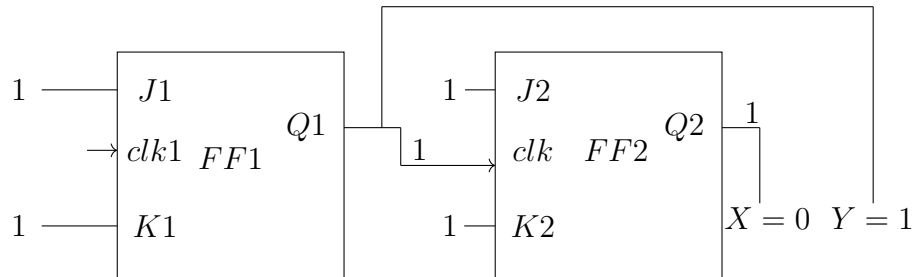 1 J1 Q1 1 J2 Q2 1
clk1 FF1 1 clk FF2
1 K1 1 K2 X = 0 Y = 1